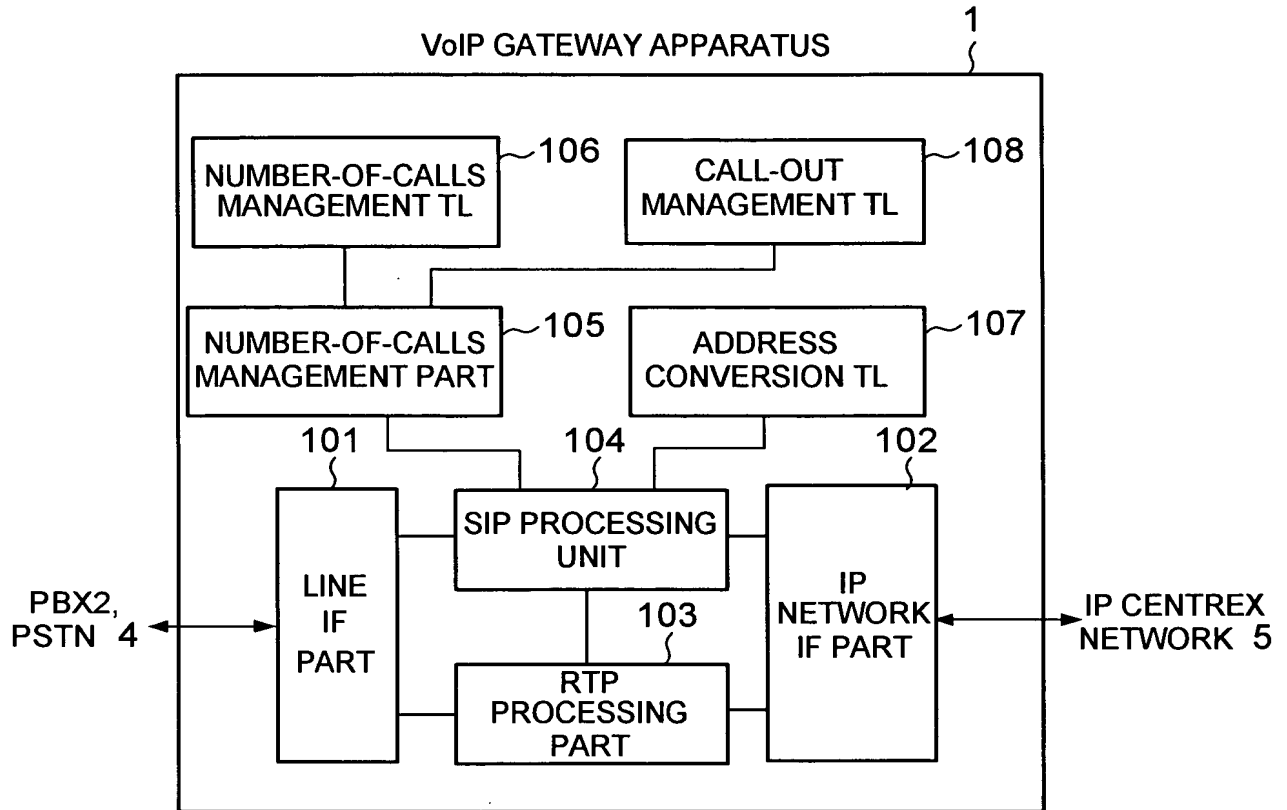 1
VoIP GATEWAY APPARATUS
106
NUMBER-OF-CALLS
MANAGEMENT TL
108
CALL-OUT
MANAGEMENT TL
105
NUMBER-OF-CALLS
MANAGEMENT PART
107
ADDRESS
CONVERSION TL
101
104
102
SIP PROCESSING
UNIT
LINE
IF
PART
IP
NETWORK
IF PART
PBX2,
PSTN 4
IP CENTREX
NETWORK 5
103
RTP
PROCESSING
PART